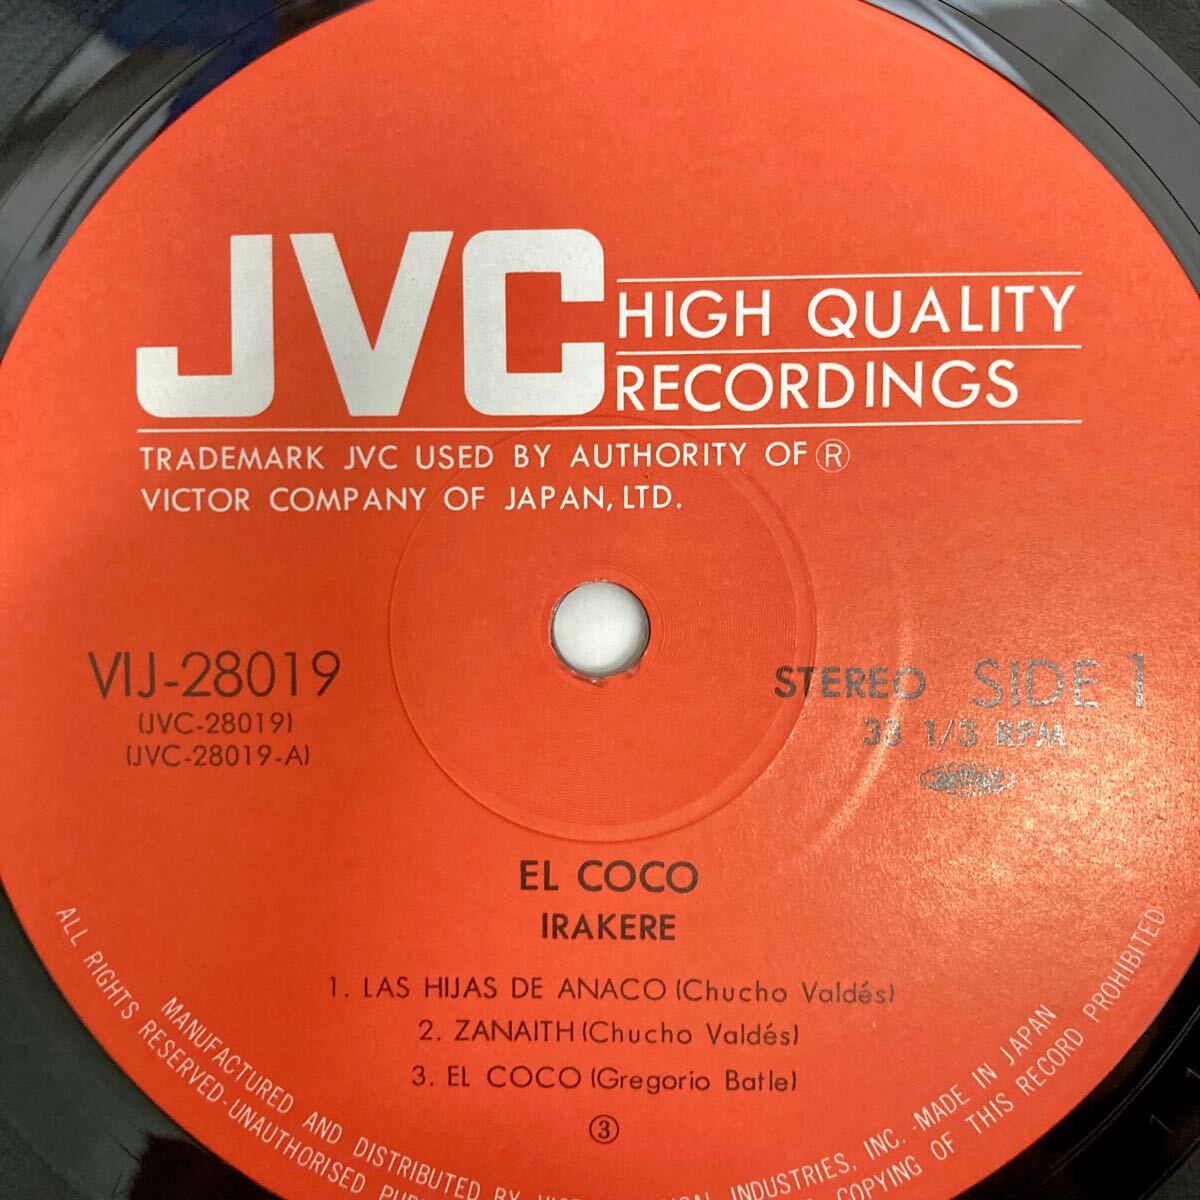 JVC
HIGH QUALITY
RECORDINGS
TRADEMARK JVC USED BY AUTHORITY OF Ⓡ
VICTOR COMPANY OF JAPAN, LTD.
VIJ-28019
(JVC-28019)
(JVC-28019-A)
STEREO SIDE 1
33 1/3 RPM
EL COCO
IRAKERE
1. LAS HIJAS DE ANACO (Chucho Valdés)
2. ZANAITH (Chucho Valdés)
3. EL COCO (Gregorio Batle)
③
MANUFACTURED AND DISTRIBUTED BY INDUSTRIES, INC. MADE IN JAPAN
ALL RIGHTS RESERVED-UNAUTHORISED COPYING OF THIS RECORD PROHIBITED